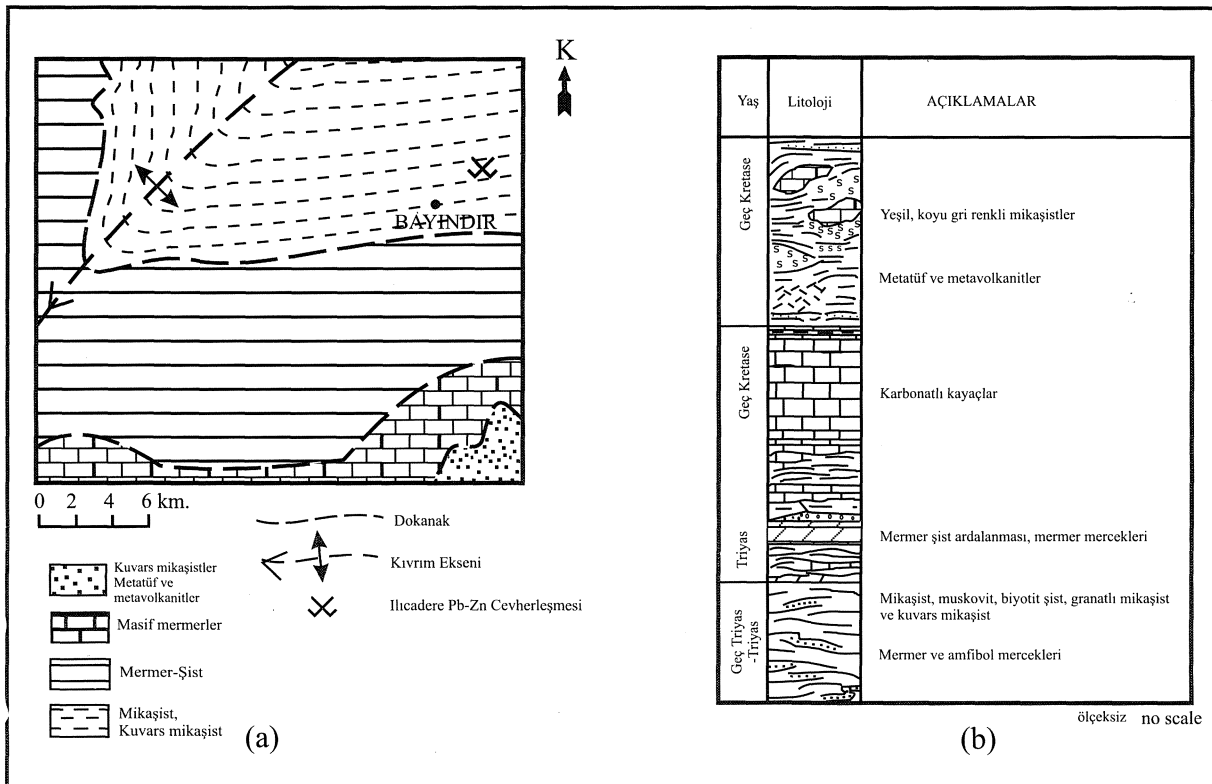 K
BAYINDIR
0 2 4 6 km.
Dokanak
Kıvrım Ekseni
Ilıcadere Pb-Zn Cevherleşmesi
Kuvars mikaşistler
Metatüf ve
metavolkanitler
Masif mermerler
Mermer-Şist
Mikaşist,
Kuvars mikaşist
(a)
Yaş Litoloji AÇIKLAMALAR
Geç Kretase
Yeşil, koyu gri renkli mikaşistler
Metatüf ve metavolkanitler
Geç Kretase
Karbonatlı kayaçlar
Triyas
Mermer şist ardalanması, mermer mercekleri
Geç Triyas
-Triyas
Mikaşist, muskovit, biyotit şist, granatlı mikaşist
ve kuvars mikaşist
Mermer ve amfibol mercekleri
ölçeksiz no scale
(b)